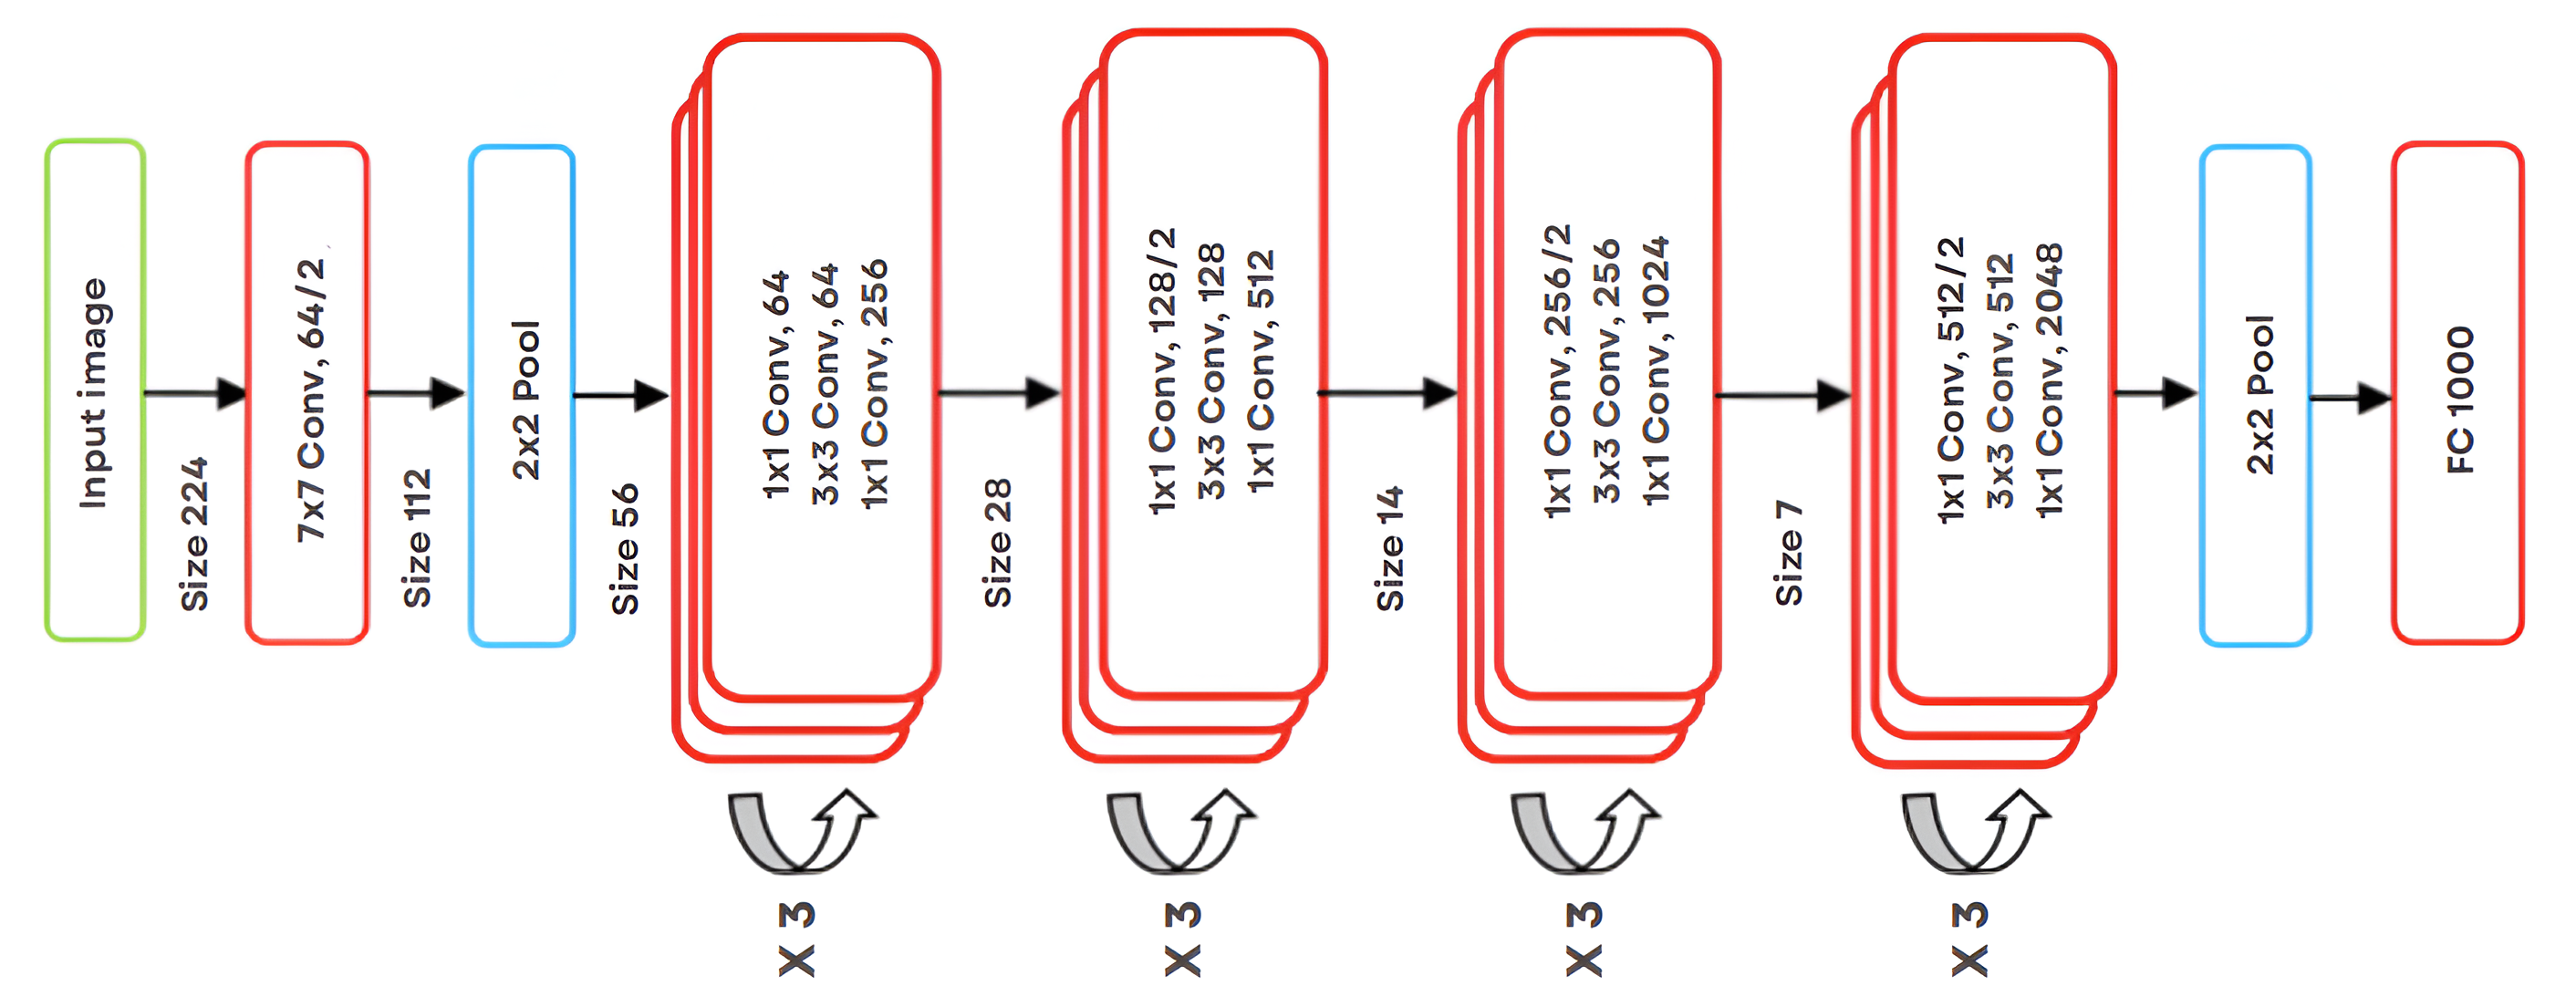 Input image
Size 224
7x7 Conv, 64/2
Size 112
2x2 Pool
Size 56
1x1 Conv, 64
3x3 Conv, 64
1x1 Conv, 256
X 3
Size 28
1x1 Conv, 128/2
3x3 Conv, 128
1x1 Conv, 512
X 3
Size 14
1x1 Conv, 256/2
3x3 Conv, 256
1x1 Conv, 1024
X 3
Size 7
1x1 Conv, 512/2
3x3 Conv, 512
1x1 Conv, 2048
X 3
2x2 Pool
FC 1000